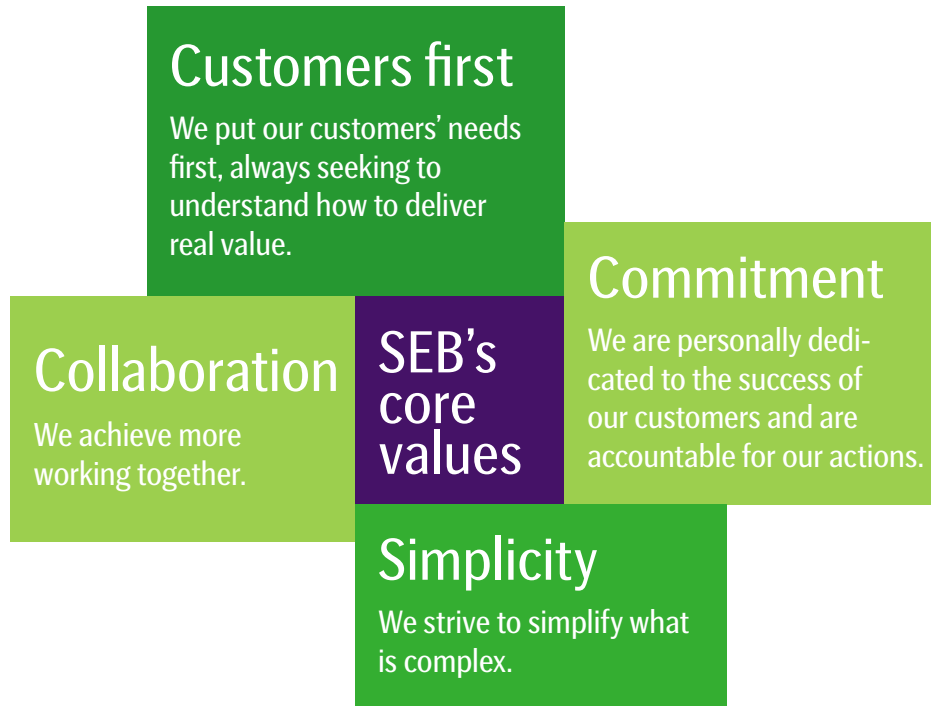 Customers first
We put our customers’ needs
first, always seeking to
understand how to deliver
real value.
Commitment
We are personally dedi-
cated to the success of
our customers and are
accountable for our actions.
Collaboration
We achieve more
working together.
SEB’s
core
values
Simplicity
We strive to simplify what
is complex.